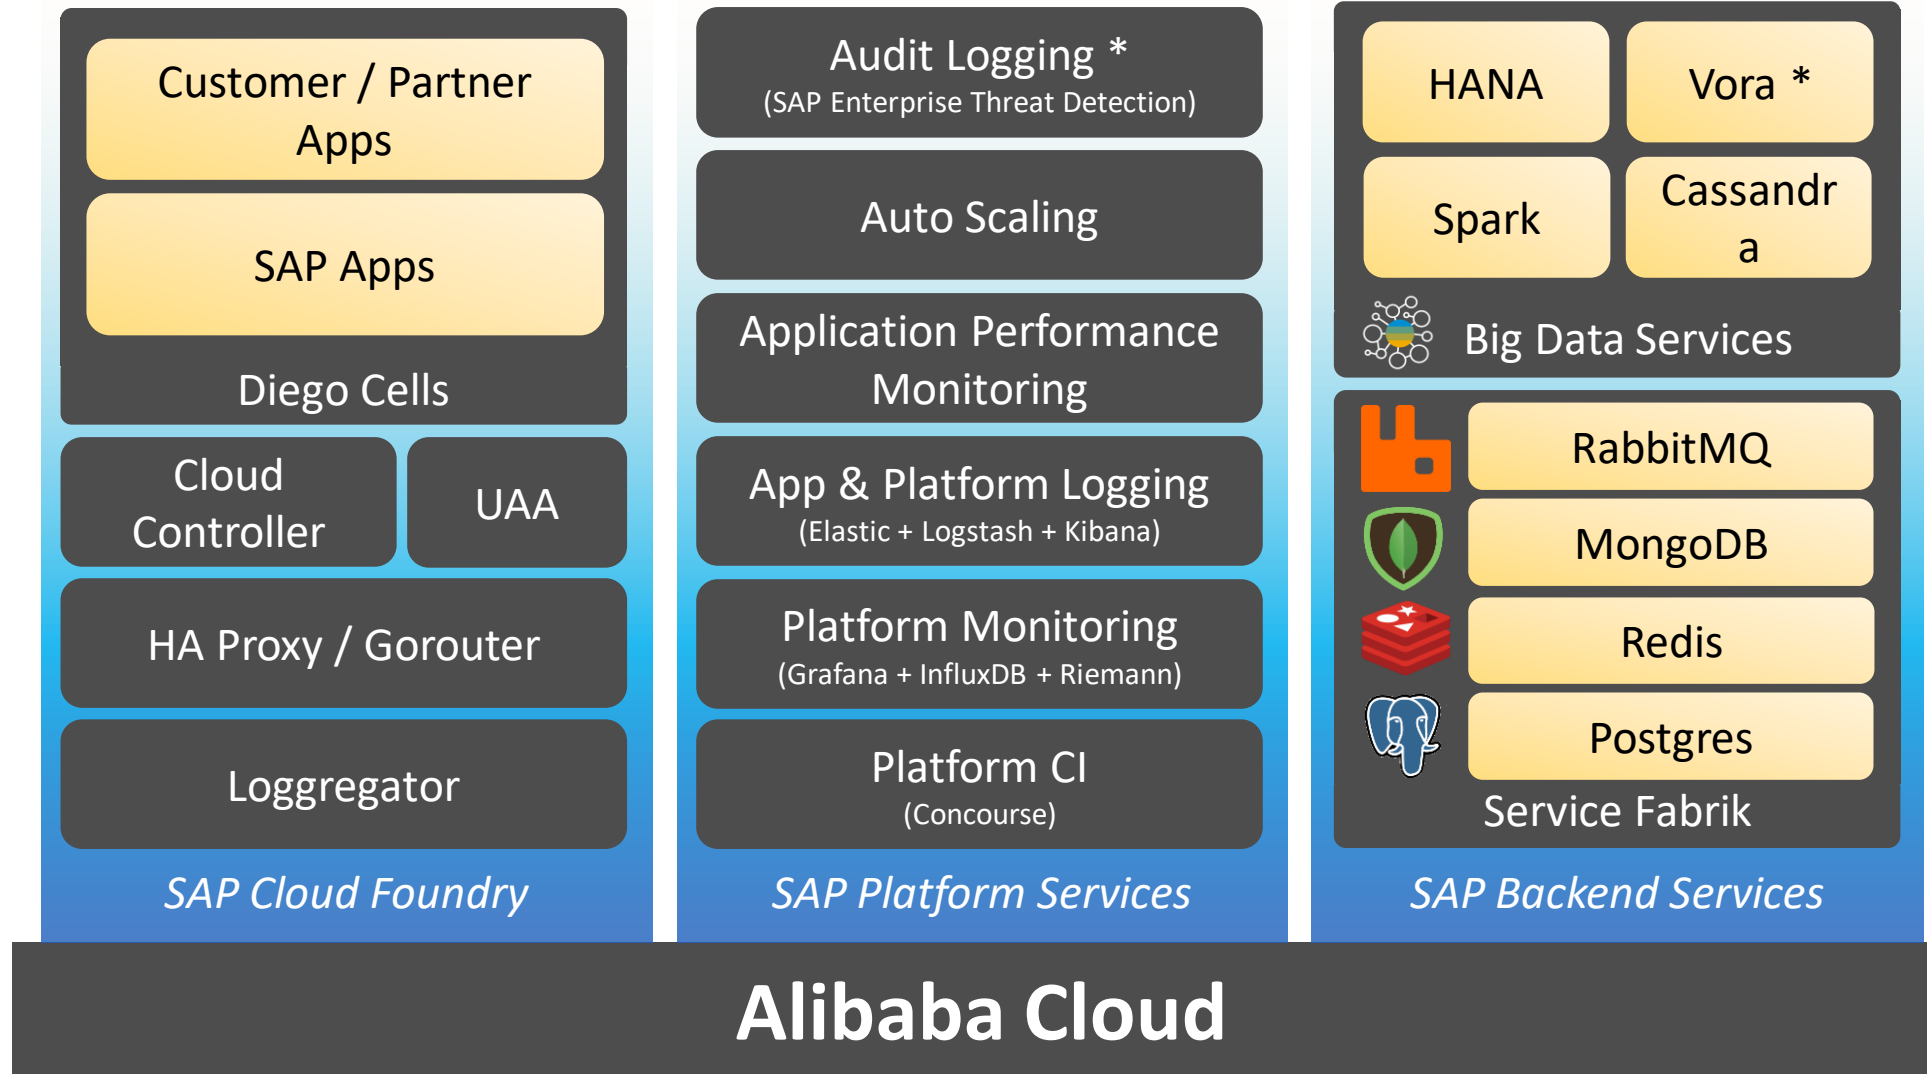 Customer / Partner
Apps
SAP Apps
Diego Cells
Cloud
Controller
UAA
HA Proxy / Gorouter
Loggregator
SAP Cloud Foundry
Audit Logging *
(SAP Enterprise Threat Detection)
Auto Scaling
Application Performance
Monitoring
App & Platform Logging
(Elastic + Logstash + Kibana)
Platform Monitoring
(Grafana + InfluxDB + Riemann)
Platform CI
(Concourse)
SAP Platform Services
HANA
Vora *
Spark
Cassandr
a
Big Data Services
RabbitMQ
MongoDB
Redis
Postgres
Service Fabrik
SAP Backend Services
Alibaba Cloud